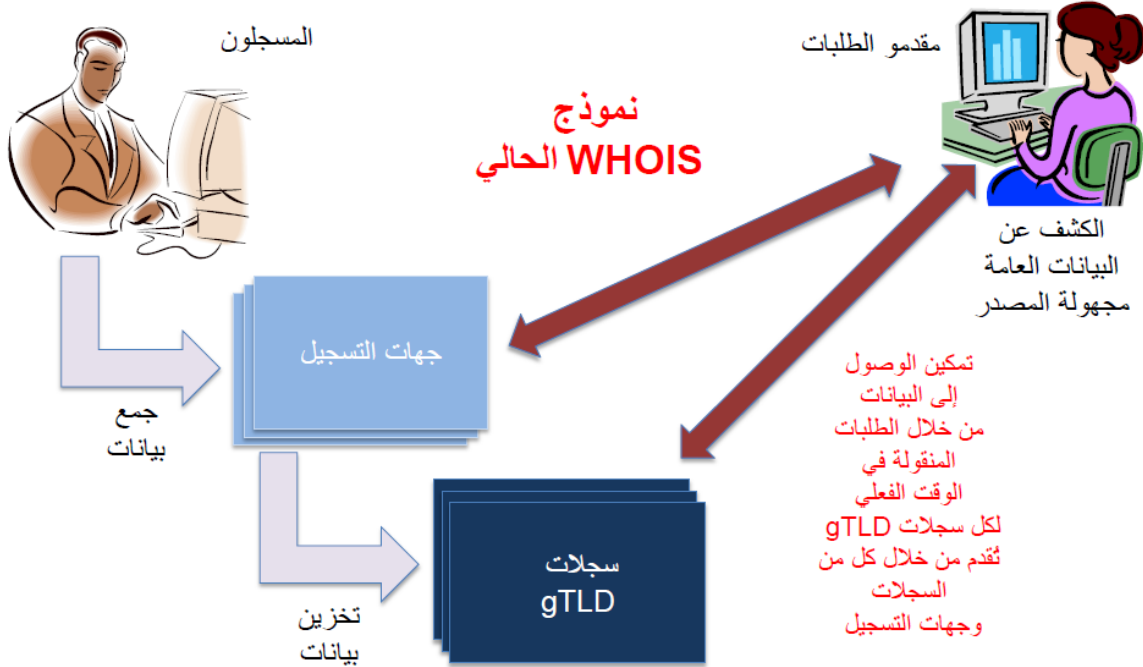 المسجلون
مقدمو الطلبات
نموذج
WHOIS الحالي
الكشف عن
البيانات العامة
مجهولة المصدر
جهات التسجيل
جمع
بيانات
تمكين الوصول
إلى البيانات
من خلال الطلبات
المنقولة في
الوقت الفعلي
لكل سجلات gTLD
تُقدم من خلال كل من
السجلات
وجهات التسجيل
سجلات
gTLD
تخزين
بيانات